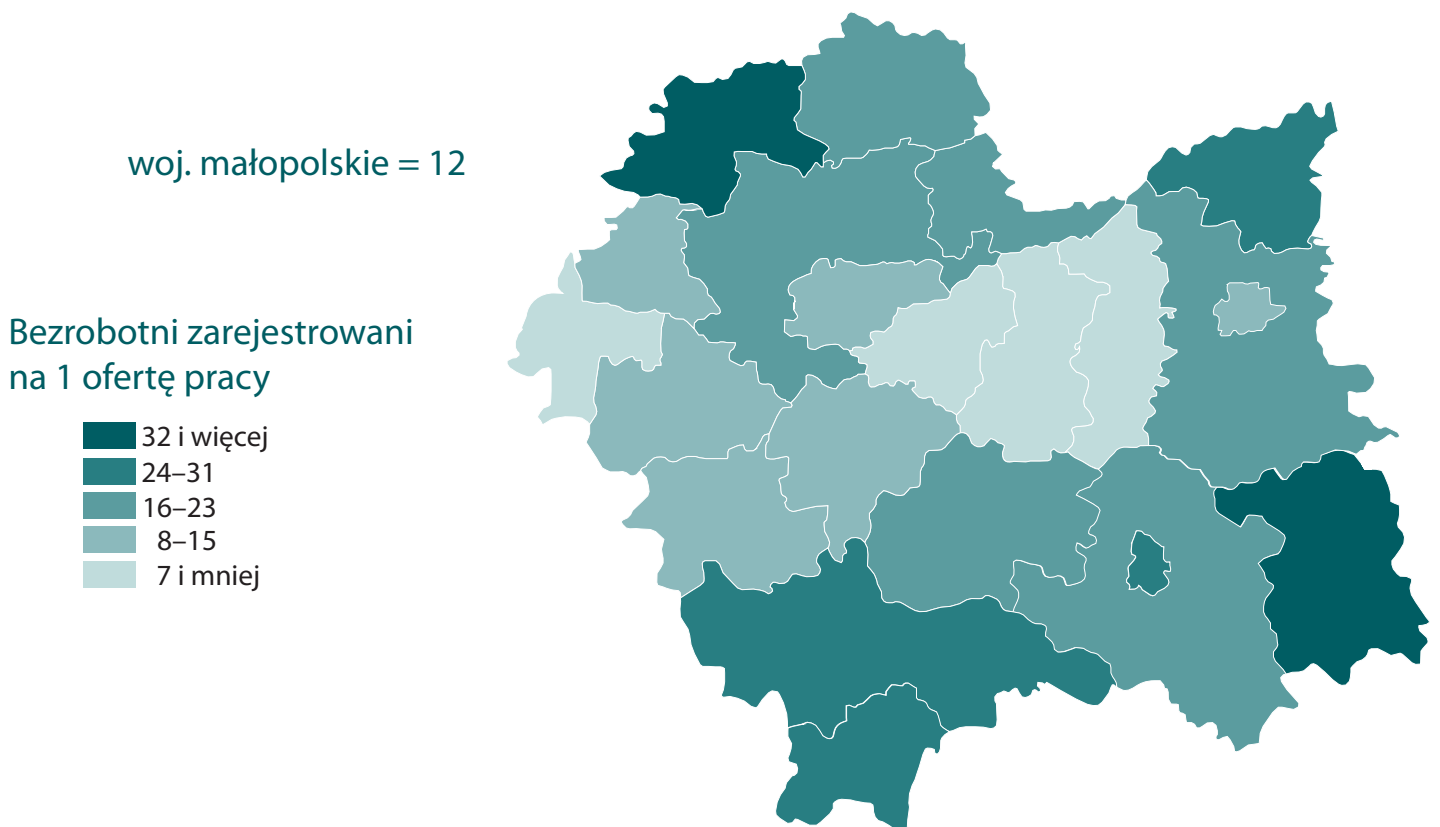 woj. małopolskie = 12
Bezrobotni zarejestrowani
na 1 ofertę pracy
32 i więcej
24–31
16–23
8–15
7 i mniej